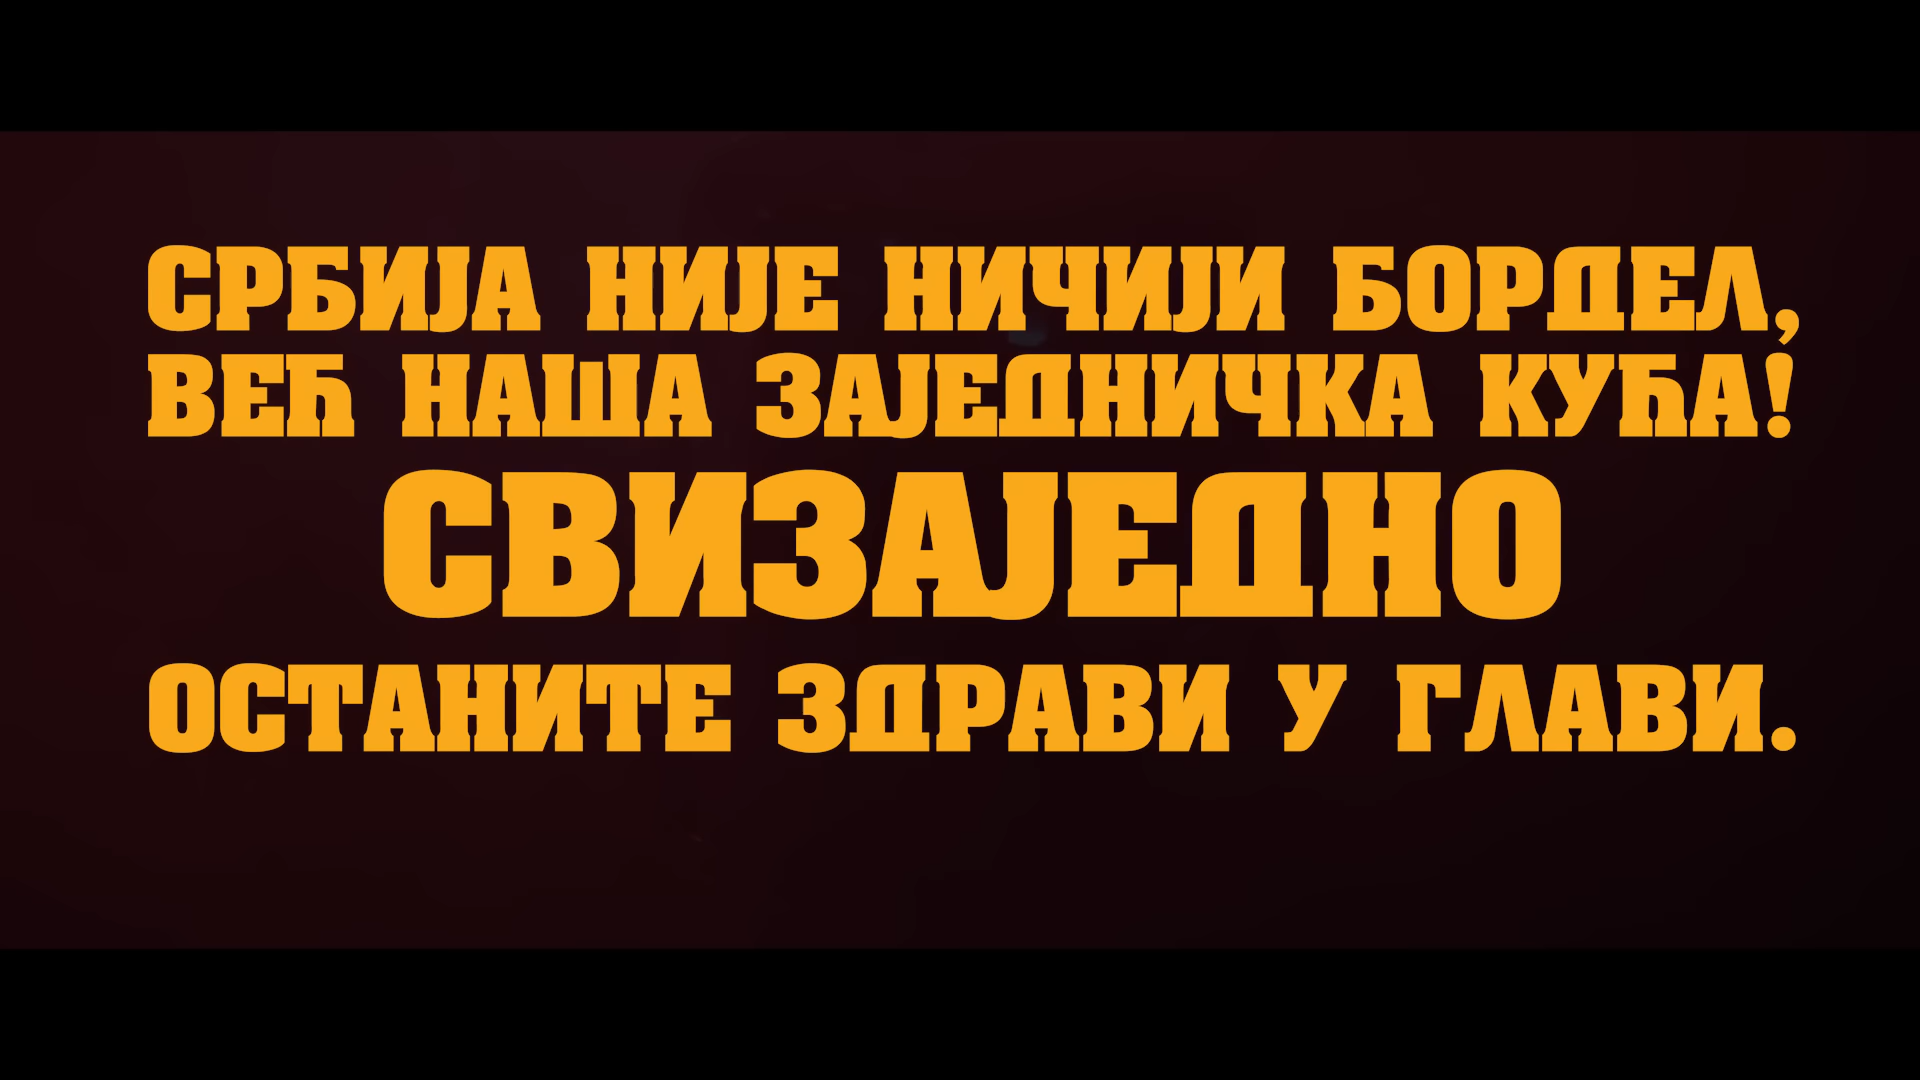 СРБИЈА НИЈЕ НИЧИЈИ БОРДЕЛ,
ВЕЋ НАША ЗАЈЕДНИЧКА КУЋА!
СВИЗАЈЕДНО
ОСТАНИТЕ ЗДРАВИ У ГЛАВИ.